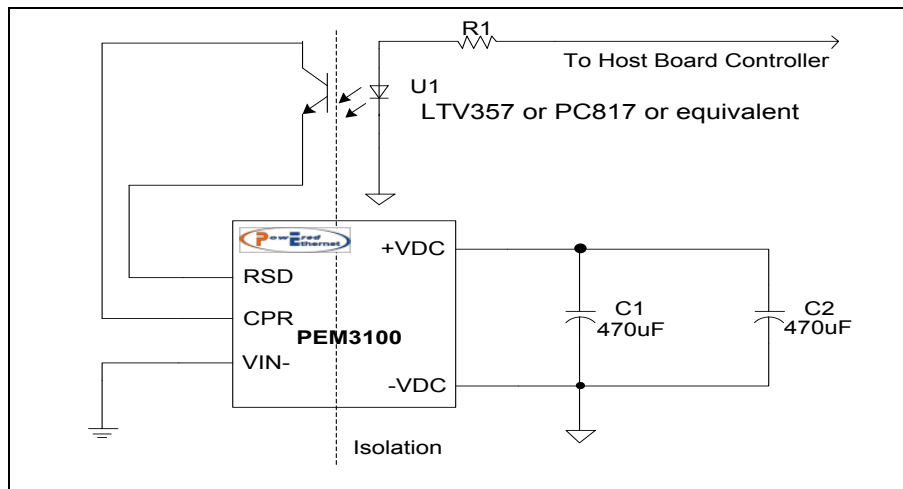 R1
To Host Board Controller
U1
LTV357 or PC817 or equivalent
PowEred
Ethernet
+VDC
RSD
CPR
PEM3100
VIN-
-VDC
C1
470uF
C2
470uF
Isolation